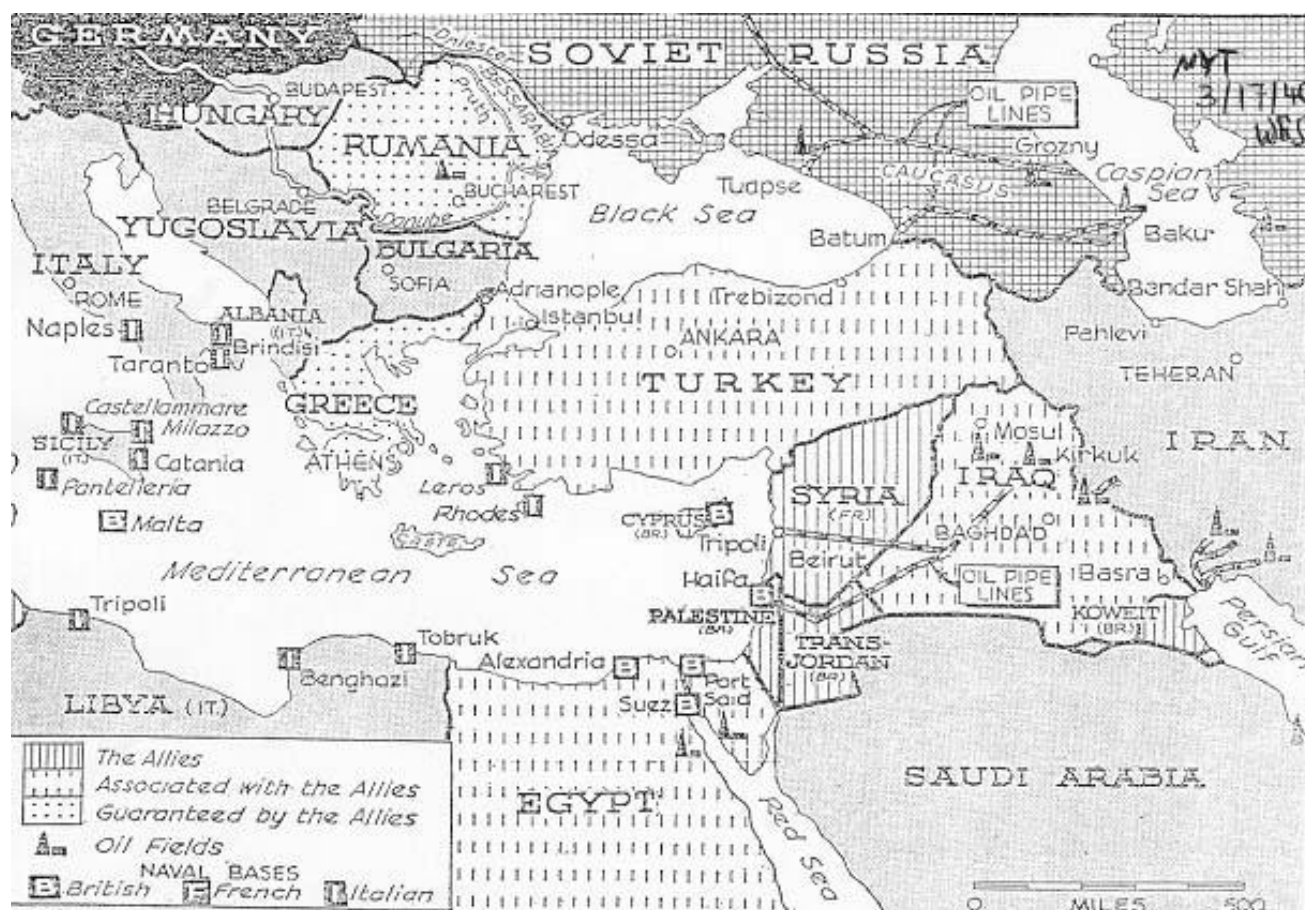 GERMANY
SOVIET RUSSIA
NYT
3/17/40
Dniester
BESSARABIA
Pruth
BUDAPEST
HUNGARY
OIL PIPE
LINES
RUMANIA
Odessa
Grozny
Caspian
Sea
BUCHAREST
Tuapse
CAUCASUS
BELGRADE
Danube
Black Sea
YUGOSLAVIA
BULGARIA
Batum
Baku
ITALY
SOFIA
ROME
Adrianople
Trebizond
Bandar Shah
ALBANIA
(IT.)
Istanbul
Naples
Pahlevi
Brindisi
ANKARA
Taranto
TEHERAN
TURKEY
GREECE
Castellammare
Milazzo
Mosul
IRAN
SICILY
(IT.)
Catania
ATHENS
Kirkuk
Pantelleria
Leros
SYRIA
(FR.)
IRAQ
Rhodes
Malta
CYPRUS
(BR.)
Tripoli
BAGHDAD
Crete
Beirut
Mediterranean Sea
Haifa
OIL PIPE
LINES
Basra
Tripoli
PALESTINE
(BR.)
KOWEIT
(BR.)
Persian
Gulf
Tobruk
TRANS-
JORDAN
(BR.)
Alexandria
Port
Said
Benghazi
Suez
LIBYA (IT.)
SAUDI ARABIA
EGYPT
Red Sea
The Allies
Associated with the Allies
Guaranteed by the Allies
Oil Fields
NAVAL BASES
B British F French I Italian
0 MILES 500